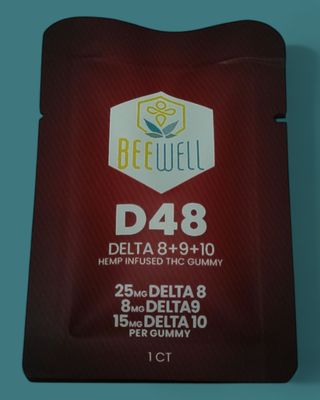 BEEWELL
D48
DELTA 8+9+10
HEMP INFUSED THC GUMMY
25MG DELTA 8
8MG DELTA9
15MG DELTA 10
PER GUMMY
1 CT